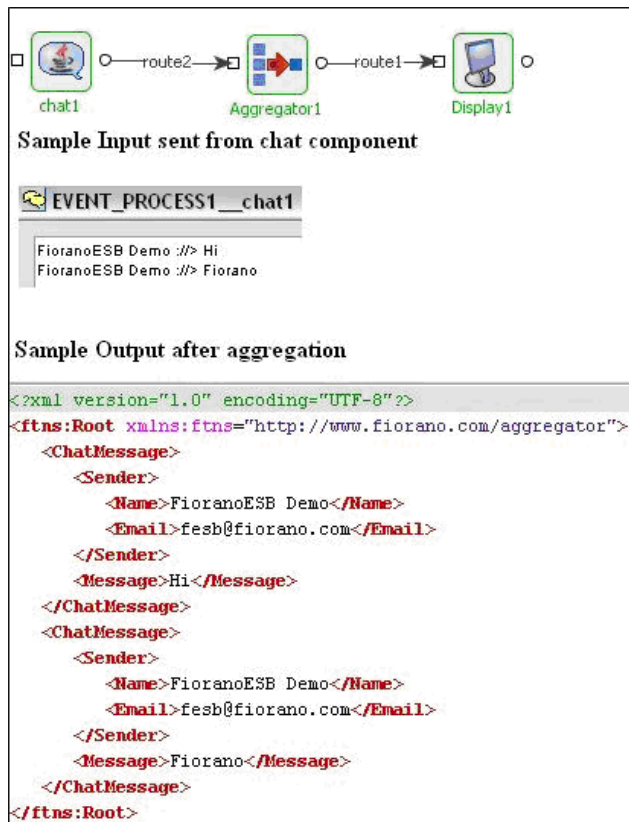 route2
route1
chat1
Aggregator1
Display1
Sample Input sent from chat component
EVENT_PROCESS1__chat1
FioranoESB Demo ://> Hi
FioranoESB Demo ://> Fiorano
Sample Output after aggregation
<?xml version="1.0" encoding="UTF-8"?>
<ftns:Root xmlns:ftns="http://www.fiorano.com/aggregator">
<ChatMessage>
<Sender>
<Name>FioranoESB Demo</Name>
<Email>fesb@fiorano.com</Email>
</Sender>
<Message>Hi</Message>
</ChatMessage>
<ChatMessage>
<Sender>
<Name>FioranoESB Demo</Name>
<Email>fesb@fiorano.com</Email>
</Sender>
<Message>Fiorano</Message>
</ChatMessage>
</ftns:Root>